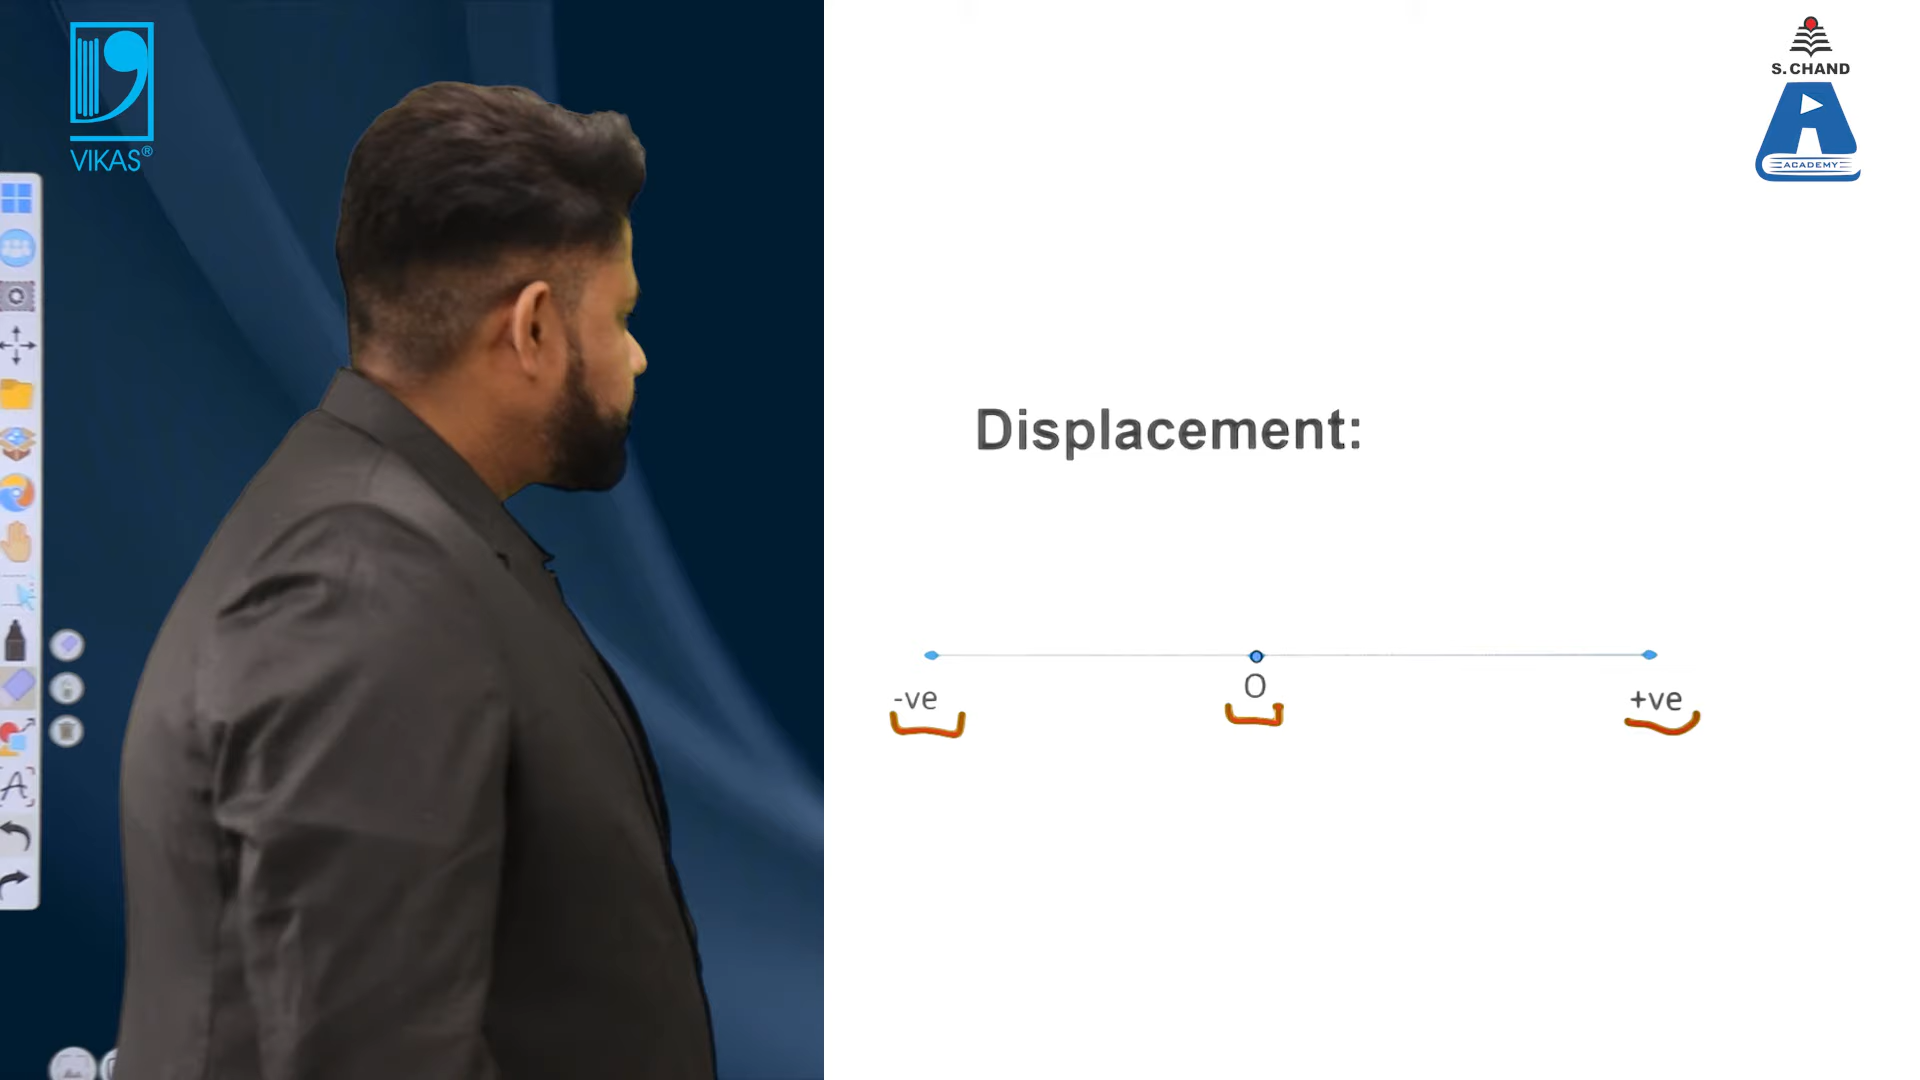 VIKAS®
S. CHAND
ACADEMY
Displacement:
-ve O +ve